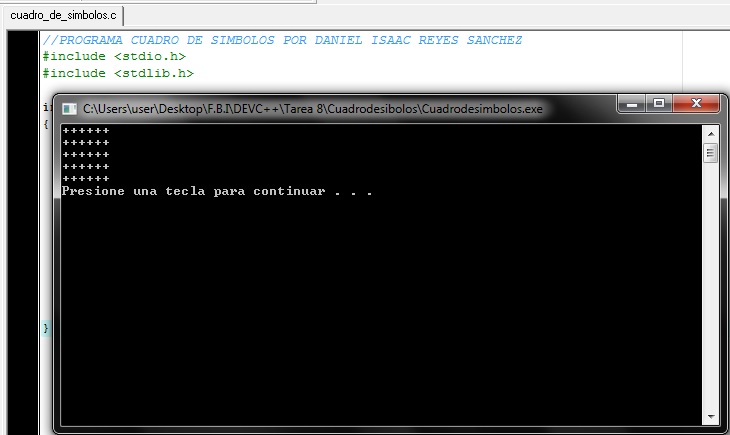 cuadro_de_simbolos.c
//PROGRAMA CUADRO DE SIMBOLOS POR DANIEL ISAAC REYES SANCHEZ
#include <stdio.h>
#include <stdlib.h>
C:\Users\user\Desktop\F.B.I\DEVC++\Tarea 8\Cuadrodesibolos\Cuadrodesimbolos.exe
{
++++++
++++++
++++++
++++++
++++++
Presione una tecla para continuar . . .
}